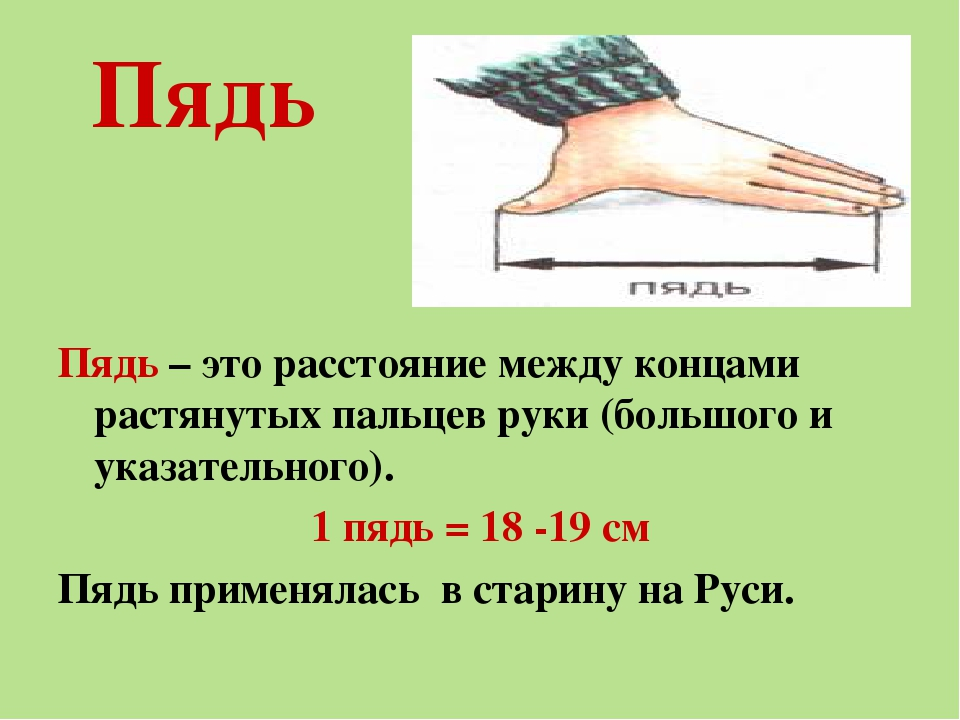 Пядь
пядь
Пядь – это расстояние между концами
растянутых пальцев руки (большого и
указательного).
1 пядь = 18 -19 см
Пядь применялась  в старину на Руси.